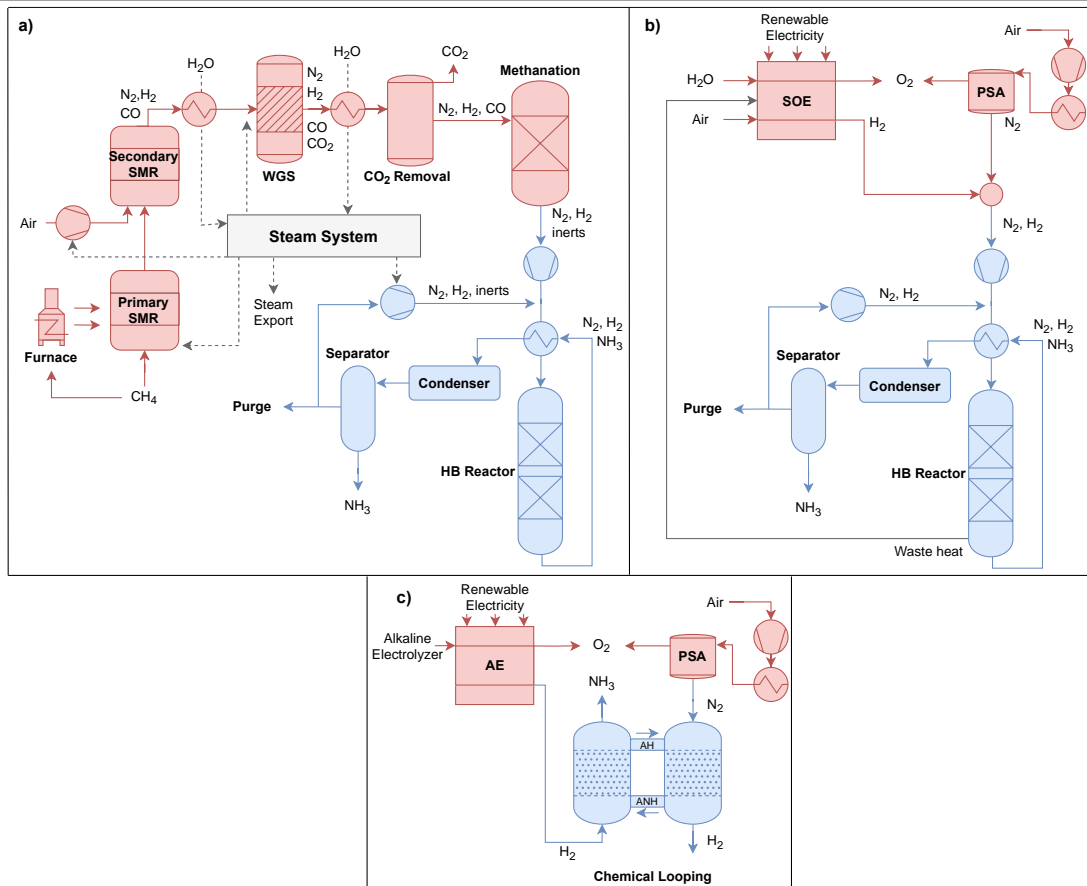 a)
H2O
H2O
CO2
N2,H2
CO
N2
H2
CO
CO2
N2, H2, CO
Methanation
Secondary
SMR
WGS
CO2 Removal
Air
Steam System
N2, H2
inerts
Primary
SMR
Furnace
CH4
Steam
Export
N2, H2, inerts
N2, H2
NH3
Separator
Condenser
Purge
HB Reactor
NH3
b)
Renewable
Electricity
Air
H2O
SOE
O2
PSA
Air
H2
N2
N2, H2
N2, H2
N2, H2
NH3
Separator
Condenser
Purge
HB Reactor
NH3
Waste heat
c)
Renewable
Electricity
Air
Alkaline
Electrolyzer
AE
O2
PSA
NH3
N2
AH
ANH
H2
H2
Chemical Looping